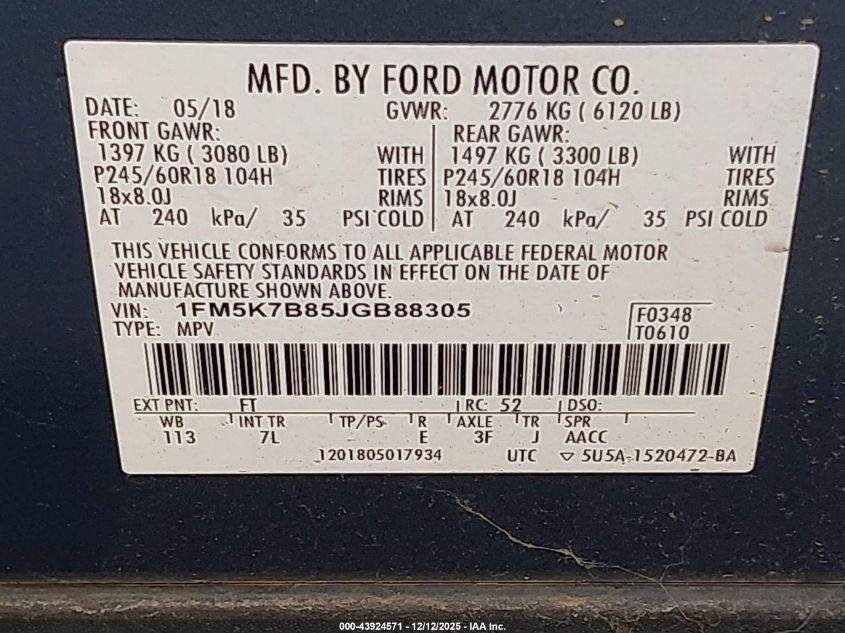 MFD. BY FORD MOTOR CO.
DATE: 05/18 GVWR: 2776 KG ( 6120 LB)
FRONT GAWR: REAR GAWR:
1397 KG ( 3080 LB) WITH 1497 KG ( 3300 LB) WITH
P245/60R18 104H TIRES P245/60R18 104H TIRES
18x8.0J RIMS 18x8.0J RIMS
AT 240 kPa/ 35 PSI COLD AT 240 kPa/ 35 PSI COLD
THIS VEHICLE CONFORMS TO ALL APPLICABLE FEDERAL MOTOR
VEHICLE SAFETY STANDARDS IN EFFECT ON THE DATE OF
MANUFACTURE SHOWN ABOVE.
VIN: 1FM5K7B85JGB88305 F0348
TYPE: MPV T0610
EXT PNT: FT RC: 52 DSO:
WB INT TR TP/PS R AXLE TR SPR
113 7L E 3F J AACC
1201805017934 UTC ▽ 5U5A-1520472-BA
000-43924571 - 12/12/2025 - IAA Inc.